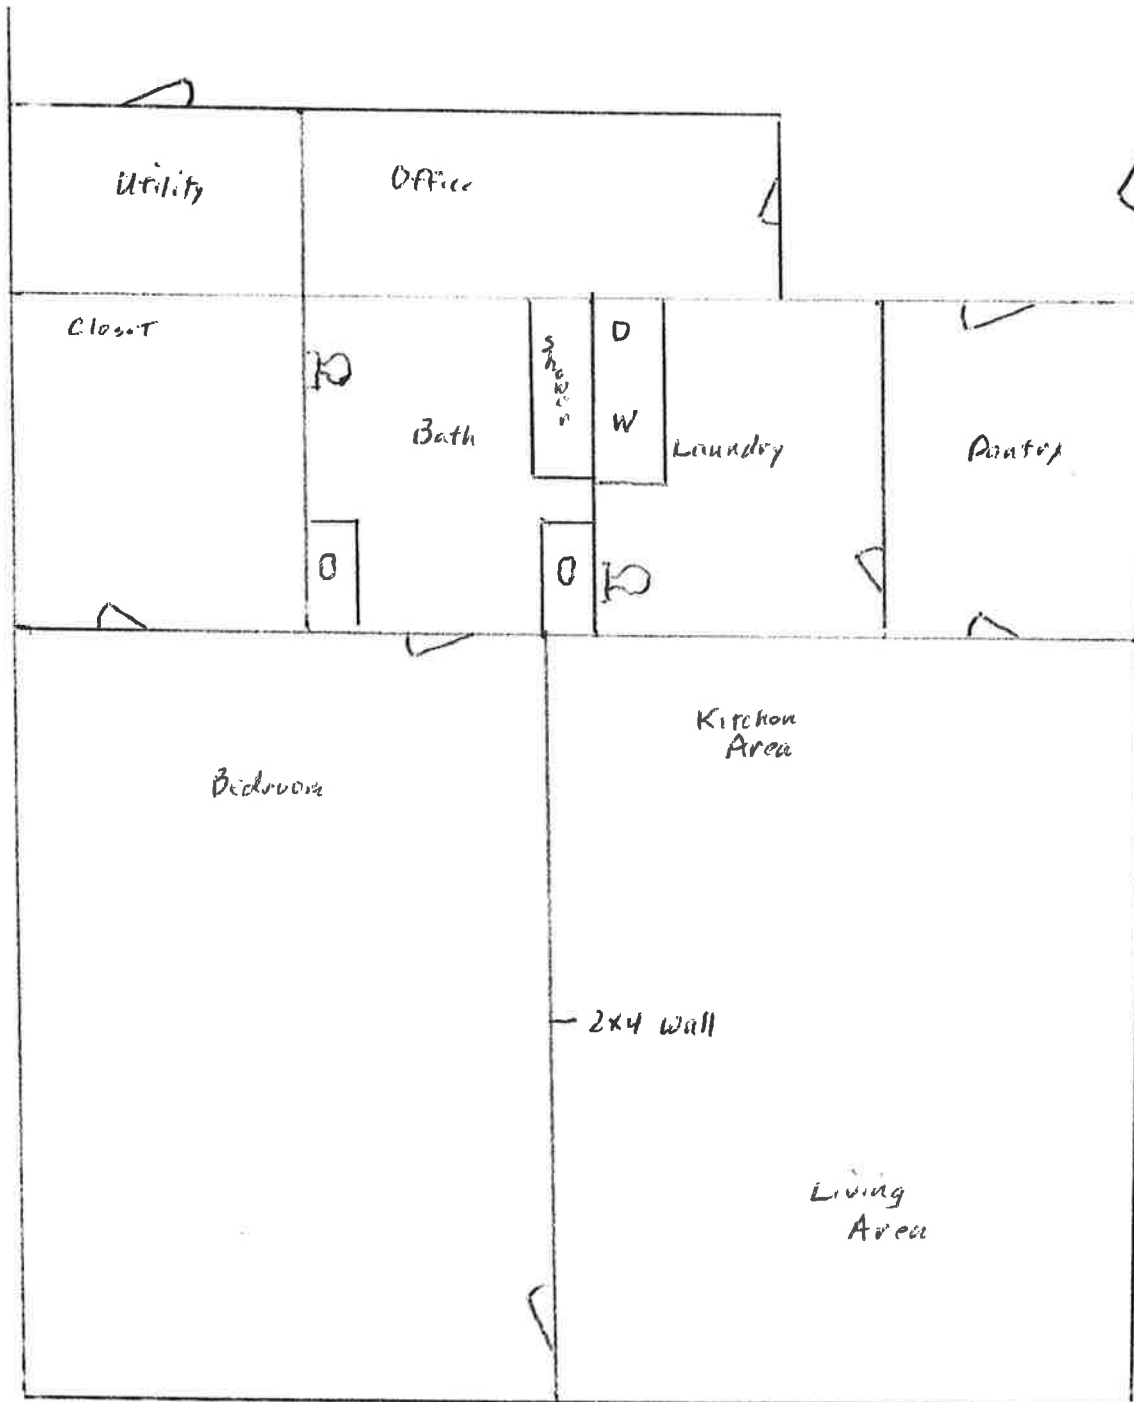 Utility
Office
Closet
Shower
D
W
Bath
Laundry
Pantry
O
O
Kitchen
Area
Bedroom
2x4 wall
Living
Area